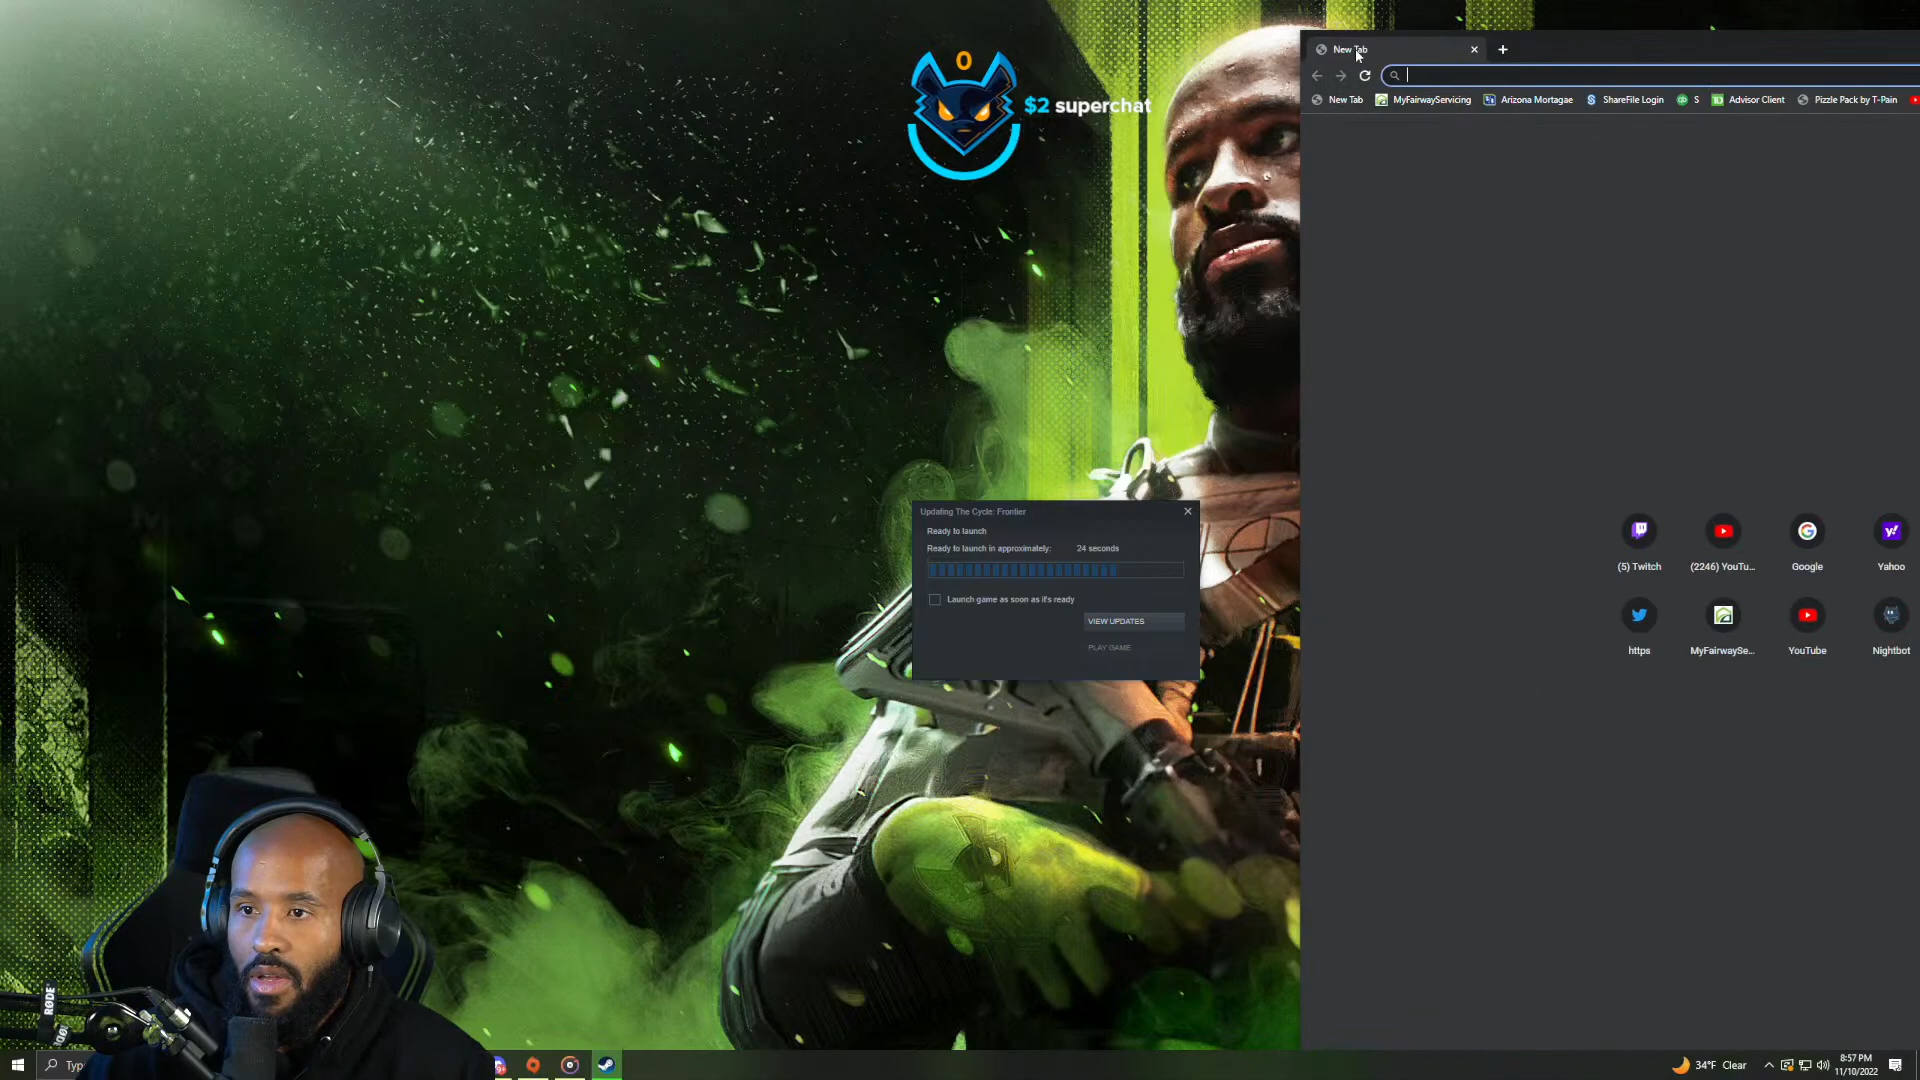 0
$2 superchat
New Tab
New Tab MyFairwayServicing Arizona Mortagae ShareFile Login S Advisor Client Pizzle Pack by T-Pain
Updating The Cycle: Frontier
Ready to launch
Ready to launch in approximately: 24 seconds
Launch game as soon as it's ready
VIEW UPDATES
PLAY GAME
(5) Twitch (2246) YouTu... Google Yahoo
https MyFairwaySe... YouTube Nightbot
RØDE
Typ
34°F Clear
8:57 PM
11/10/2022